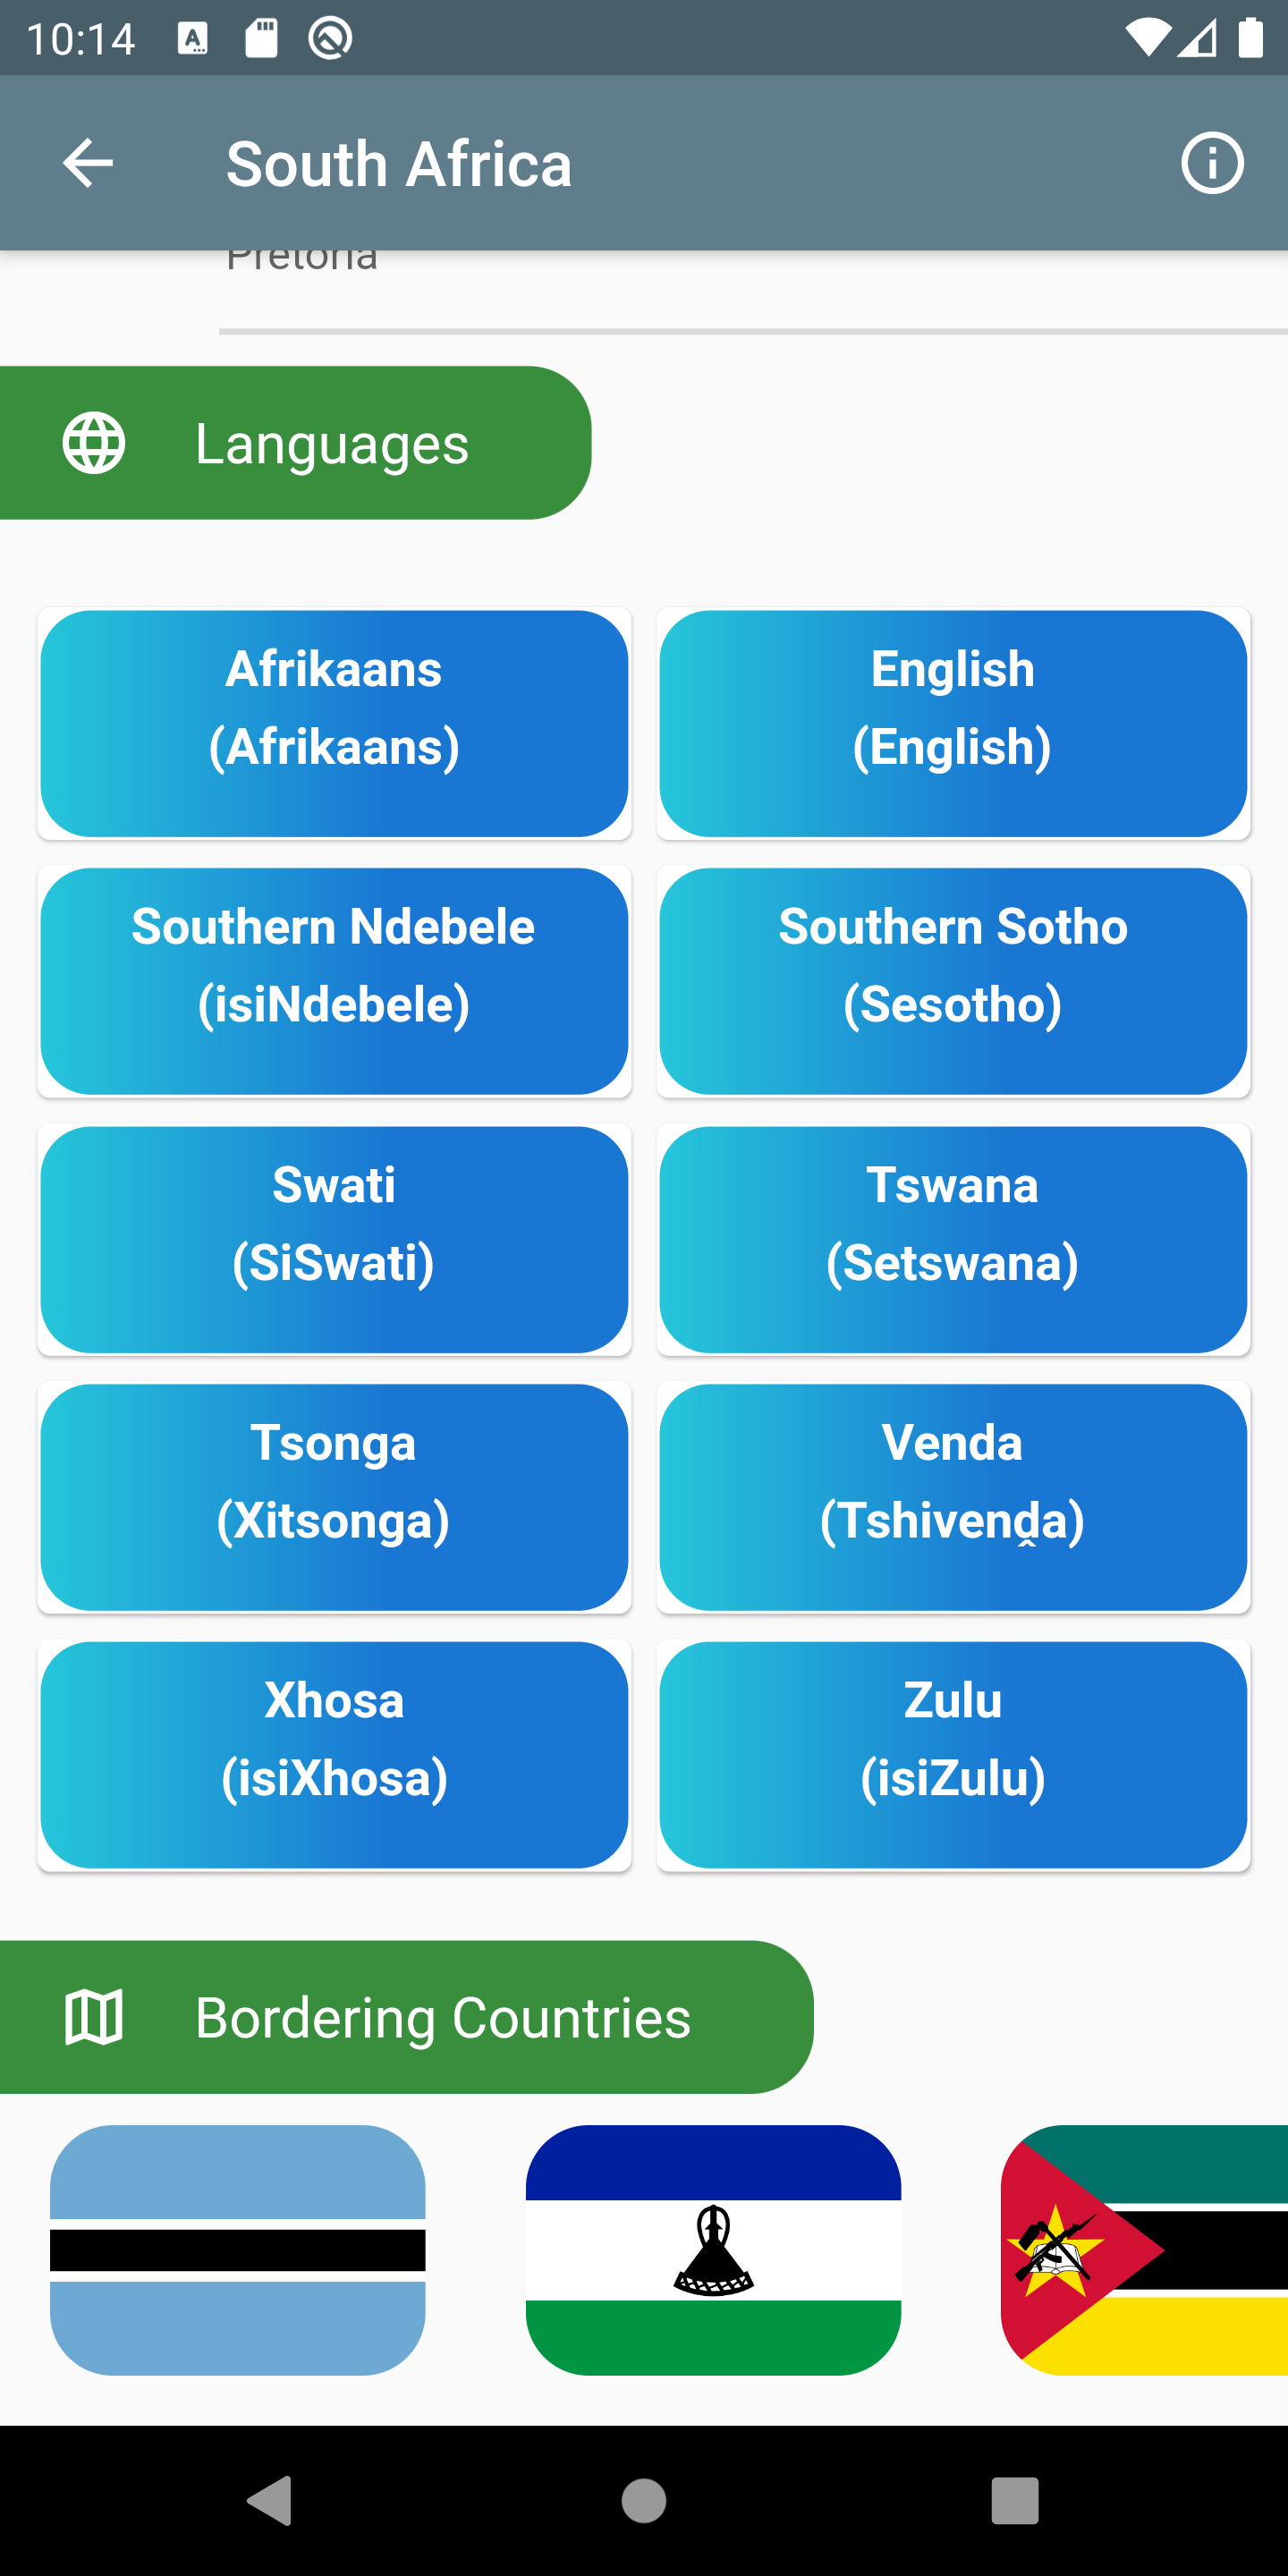 10:14
South Africa
Pretoria
Languages
Afrikaans
(Afrikaans)
English
(English)
Southern Ndebele
(isiNdebele)
Southern Sotho
(Sesotho)
Swati
(SiSwati)
Tswana
(Setswana)
Tsonga
(Xitsonga)
Venda
(Tshivenḓa)
Xhosa
(isiXhosa)
Zulu
(isiZulu)
Bordering Countries